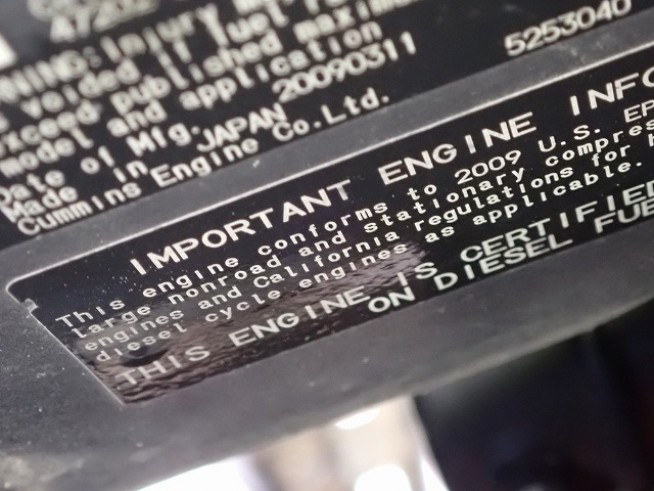 47202
WARNING: Injury
voided if fuel
exceed published maximum
model and application
Date of Mfg. 20090311 5253040
Made in JAPAN
Cummins Engine Co.Ltd.
IMPORTANT ENGINE INFO
This engine conforms to 2009 U.S. EP
large nonroad and stationary compres
engines and California regulations for
diesel cycle engines as applicable.
THIS ENGINE IS CERTIFIED
ON DIESEL FUE